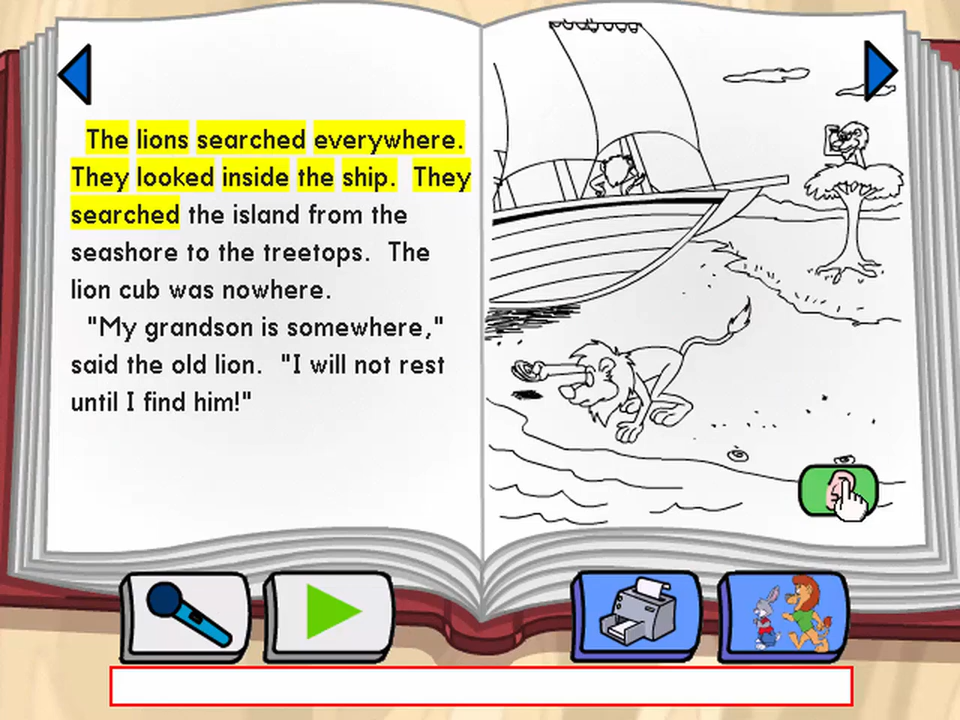 The lions searched everywhere.
They looked inside the ship. They
searched the island from the
seashore to the treetops. The
lion cub was nowhere.
"My grandson is somewhere,"
said the old lion. "I will not rest
until I find him!"